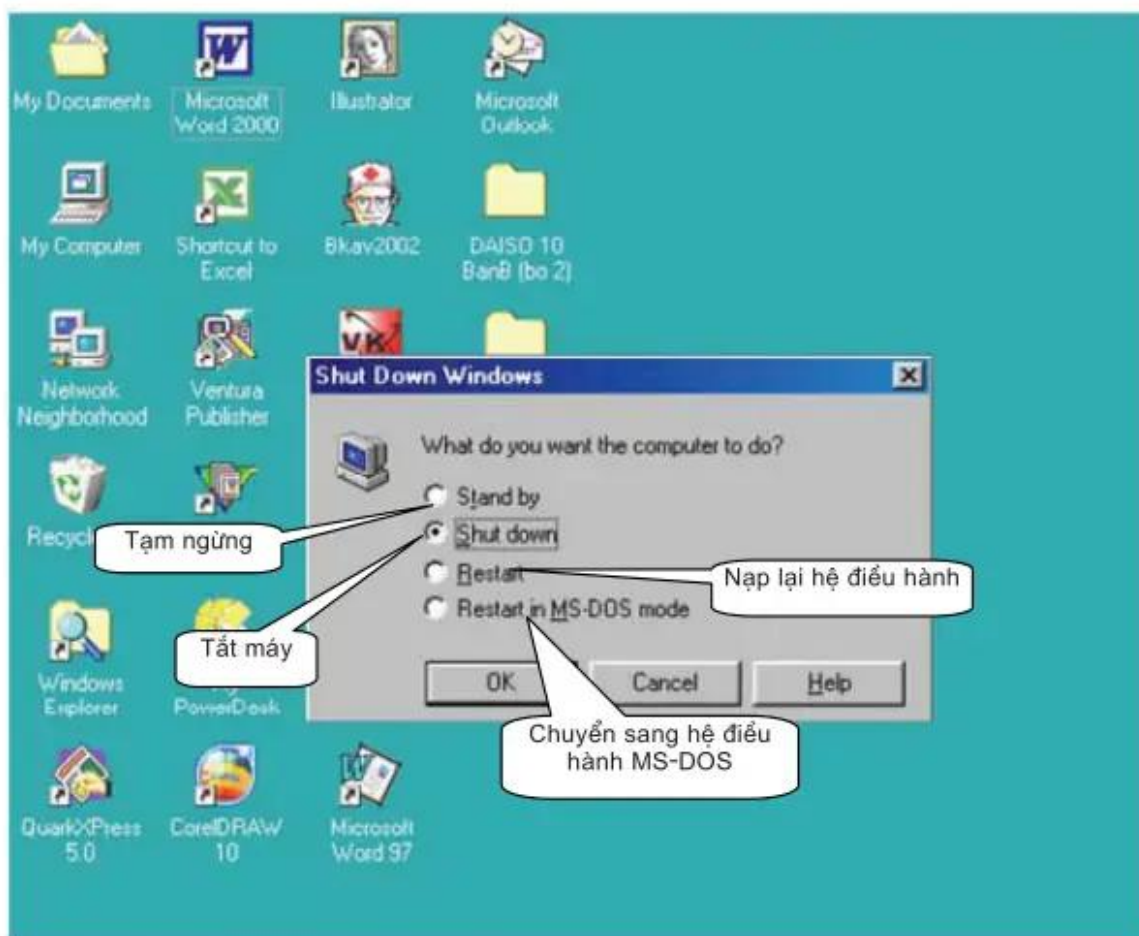 My Documents
Microsoft
Word 2000
Illustrator
Microsoft
Outlook
My Computer
Shortcut to
Excel
Bkav2002
DAISO 10
BanB (bo 2)
Network
Neighborhood
Ventura
Publisher
VK
Shut Down Windows
What do you want the computer to do?
Stand by
Shut down
Restart
Restart in MS-DOS mode
OK
Cancel
Help
Tạm ngừng
Tắt máy
Nạp lại hệ điều hành
Chuyển sang hệ điều
hành MS-DOS
Windows
Explorer
PowerDesk
QuarkXPress
5.0
CorelDRAW
10
Microsoft
Word 97